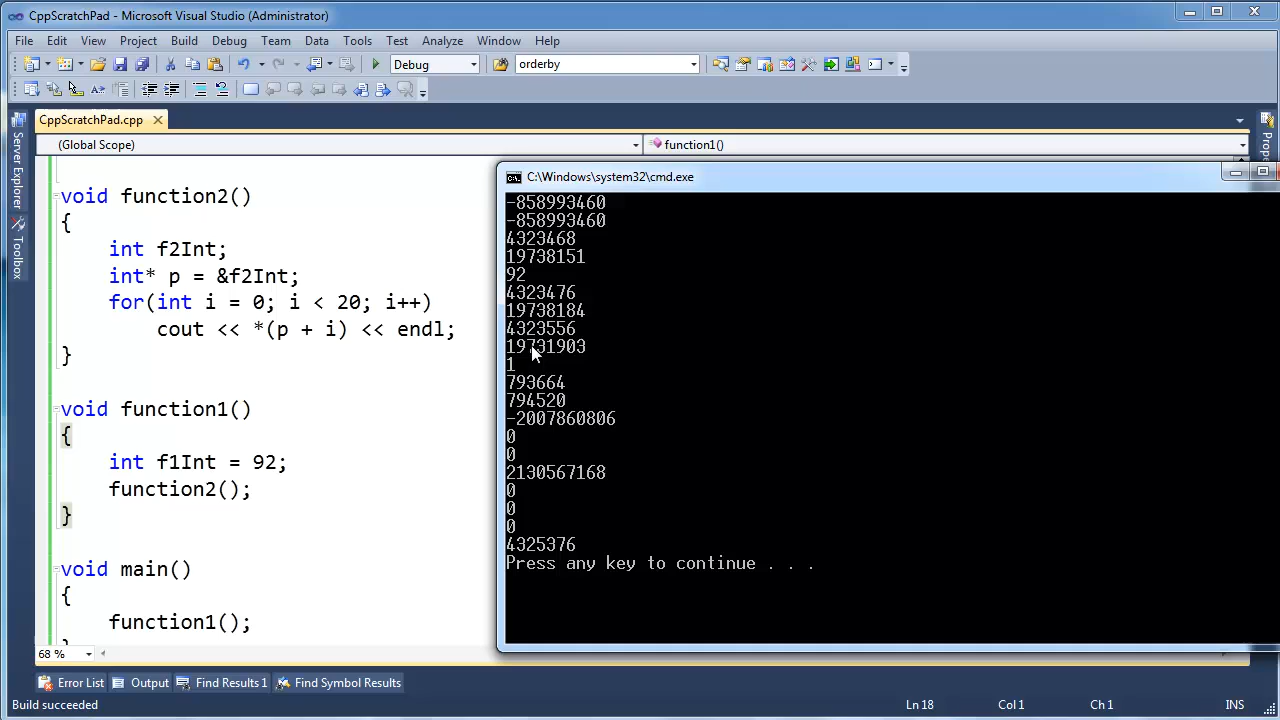 CppScratchPad - Microsoft Visual Studio (Administrator)
File Edit View Project Build Debug Team Data Tools Test Analyze Window Help
Debug orderby
CppScratchPad.cpp
(Global Scope) function1()
Server Explorer
Toolbox
void function2()
{
int f2Int;
int* p = &f2Int;
for(int i = 0; i < 20; i++)
cout << *(p + i) << endl;
}
void function1()
{
int f1Int = 92;
function2();
}
void main()
{
function1();
68 %
C:\Windows\system32\cmd.exe
-858993460
-858993460
4323468
19738151
92
4323476
19738184
4323556
19731903
1
793664
794520
-2007860806
0
0
2130567168
0
0
0
4325376
Press any key to continue . . .
Error List Output Find Results 1 Find Symbol Results
Build succeeded Ln 18 Col 1 Ch 1 INS